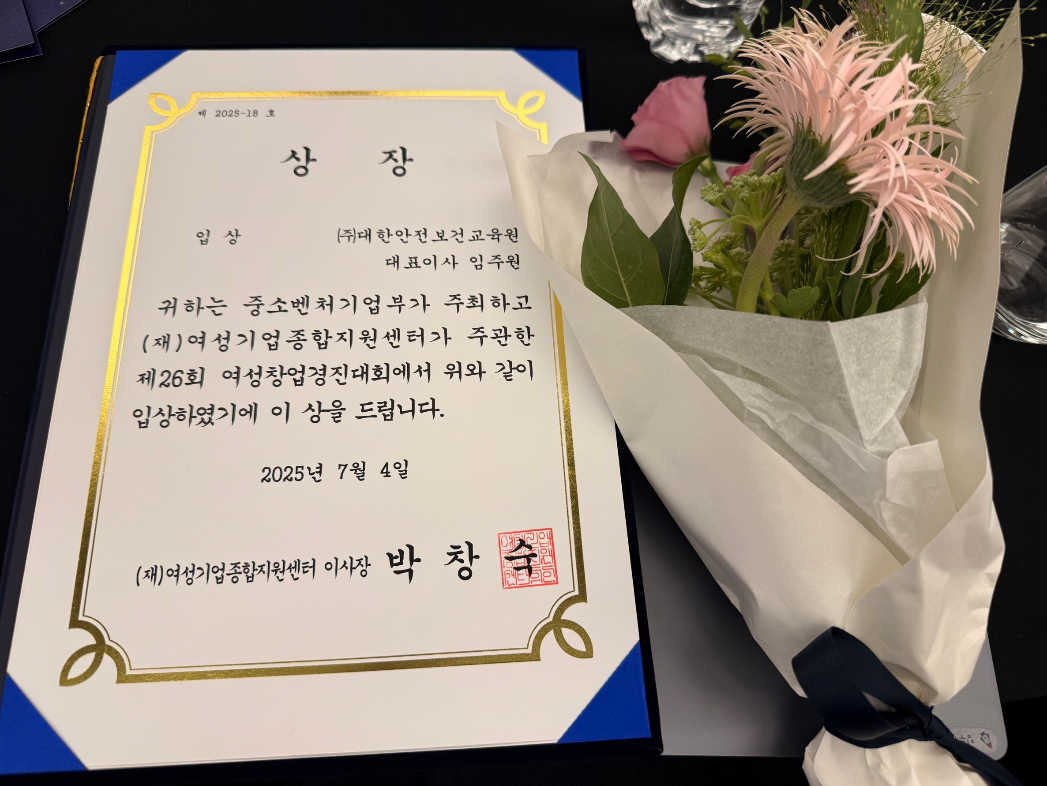 제 2025-18 호
상 장
입 상 ㈜대한안전보건교육원
대표이사 임주원
귀하는 중소벤처기업부가 주최하고
(재)여성기업종합지원센터가 주관한
제26회 여성창업경진대회에서 위와 같이
입상하였기에 이 상을 드립니다.
2025년 7월 4일
(재)여성기업종합지원센터 이사장 박 창 숙